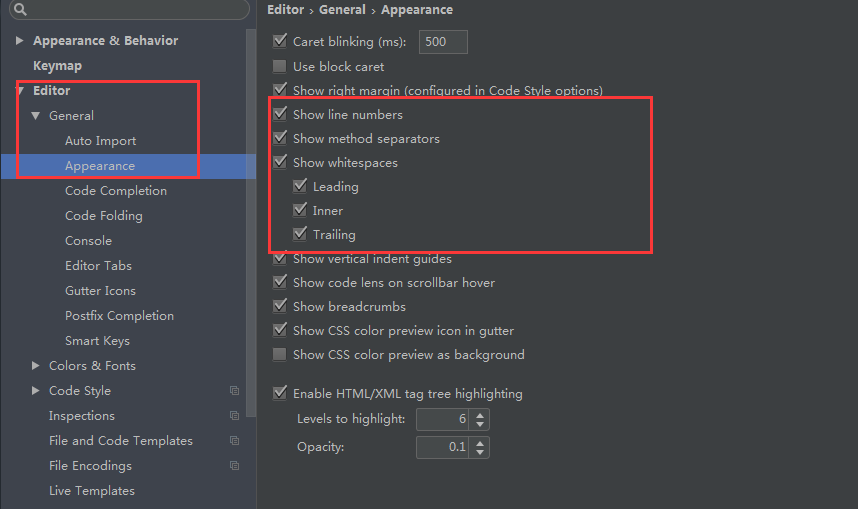 Appearance & Behavior
Keymap
Editor
General
Auto Import
Appearance
Code Completion
Code Folding
Console
Editor Tabs
Gutter Icons
Postfix Completion
Smart Keys
Colors & Fonts
Code Style
Inspections
File and Code Templates
File Encodings
Live Templates
Editor › General › Appearance
Caret blinking (ms): 500
Use block caret
Show right margin (configured in Code Style options)
Show line numbers
Show method separators
Show whitespaces
Leading
Inner
Trailing
Show vertical indent guides
Show code lens on scrollbar hover
Show breadcrumbs
Show CSS color preview icon in gutter
Show CSS color preview as background
Enable HTML/XML tag tree highlighting
Levels to highlight: 6
Opacity: 0.1